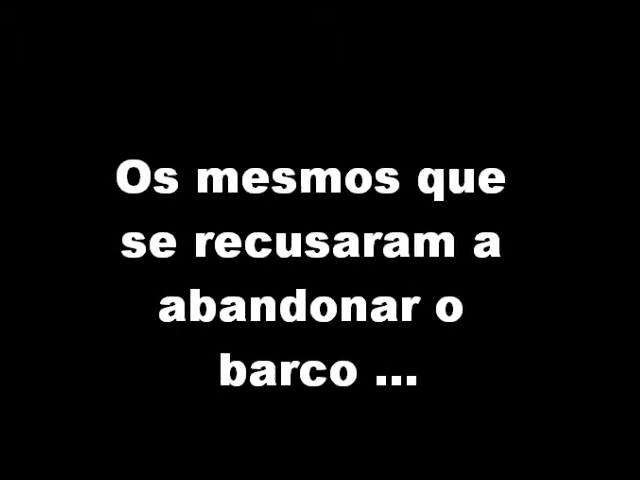 Os mesmos que
se recusaram a
abandonar o
barco ...